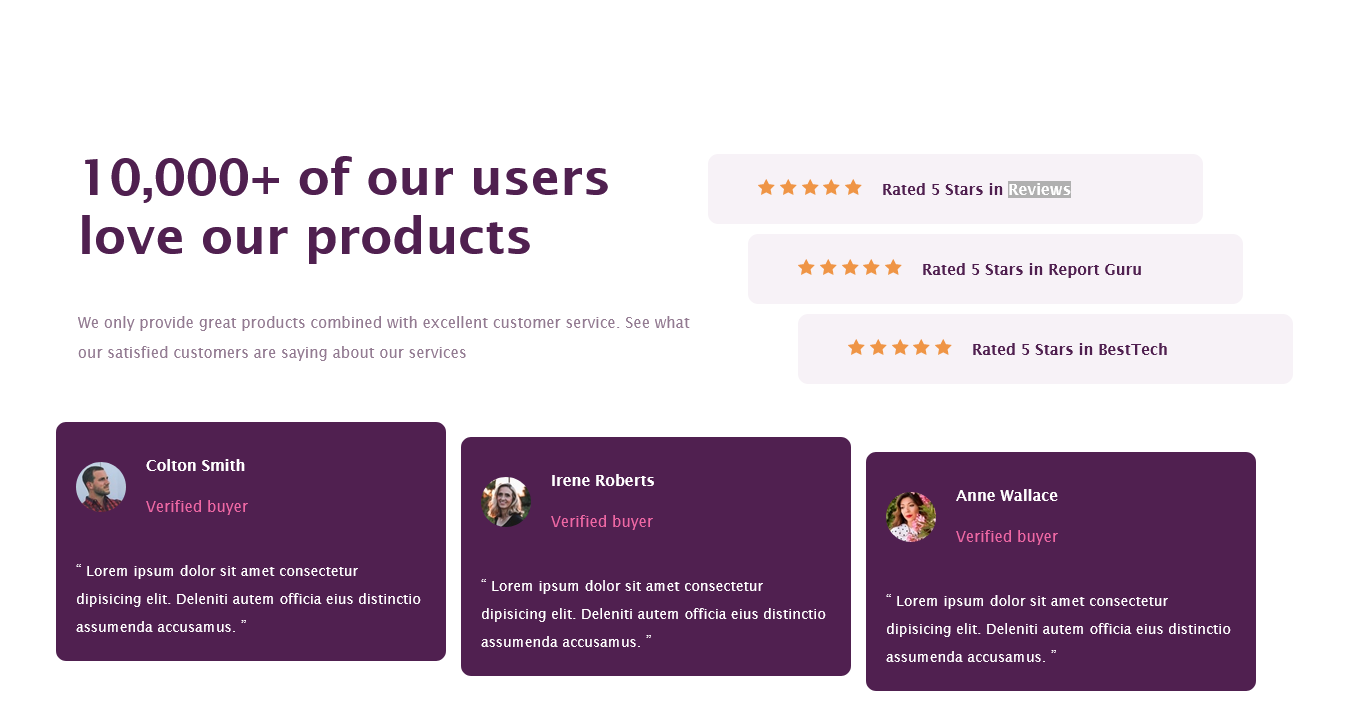 10,000+ of our users
love our products
We only provide great products combined with excellent customer service. See what
our satisfied customers are saying about our services
Rated 5 Stars in Reviews
Rated 5 Stars in Report Guru
Rated 5 Stars in BestTech
Colton Smith
Verified buyer
“ Lorem ipsum dolor sit amet consectetur
dipisicing elit. Deleniti autem officia eius distinctio
assumenda accusamus. ”
Irene Roberts
Verified buyer
“ Lorem ipsum dolor sit amet consectetur
dipisicing elit. Deleniti autem officia eius distinctio
assumenda accusamus. ”
Anne Wallace
Verified buyer
“ Lorem ipsum dolor sit amet consectetur
dipisicing elit. Deleniti autem officia eius distinctio
assumenda accusamus. ”